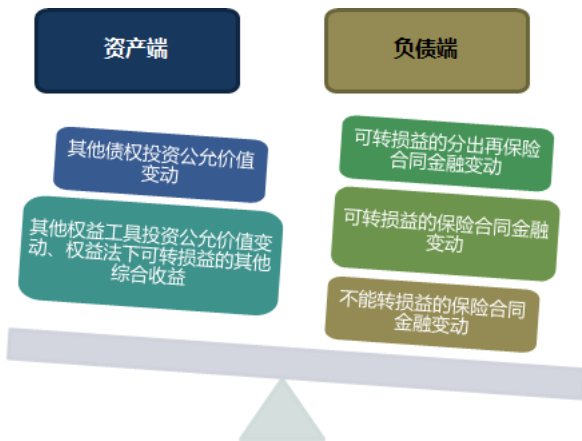 资产端
负债端
其他债权投资公允价值
变动
其他权益工具投资公允价值变
动、权益法下可转损益的其他
综合收益
可转损益的分出再保险
合同金融变动
可转损益的保险合同金融
变动
不能转损益的保险合同
金融变动